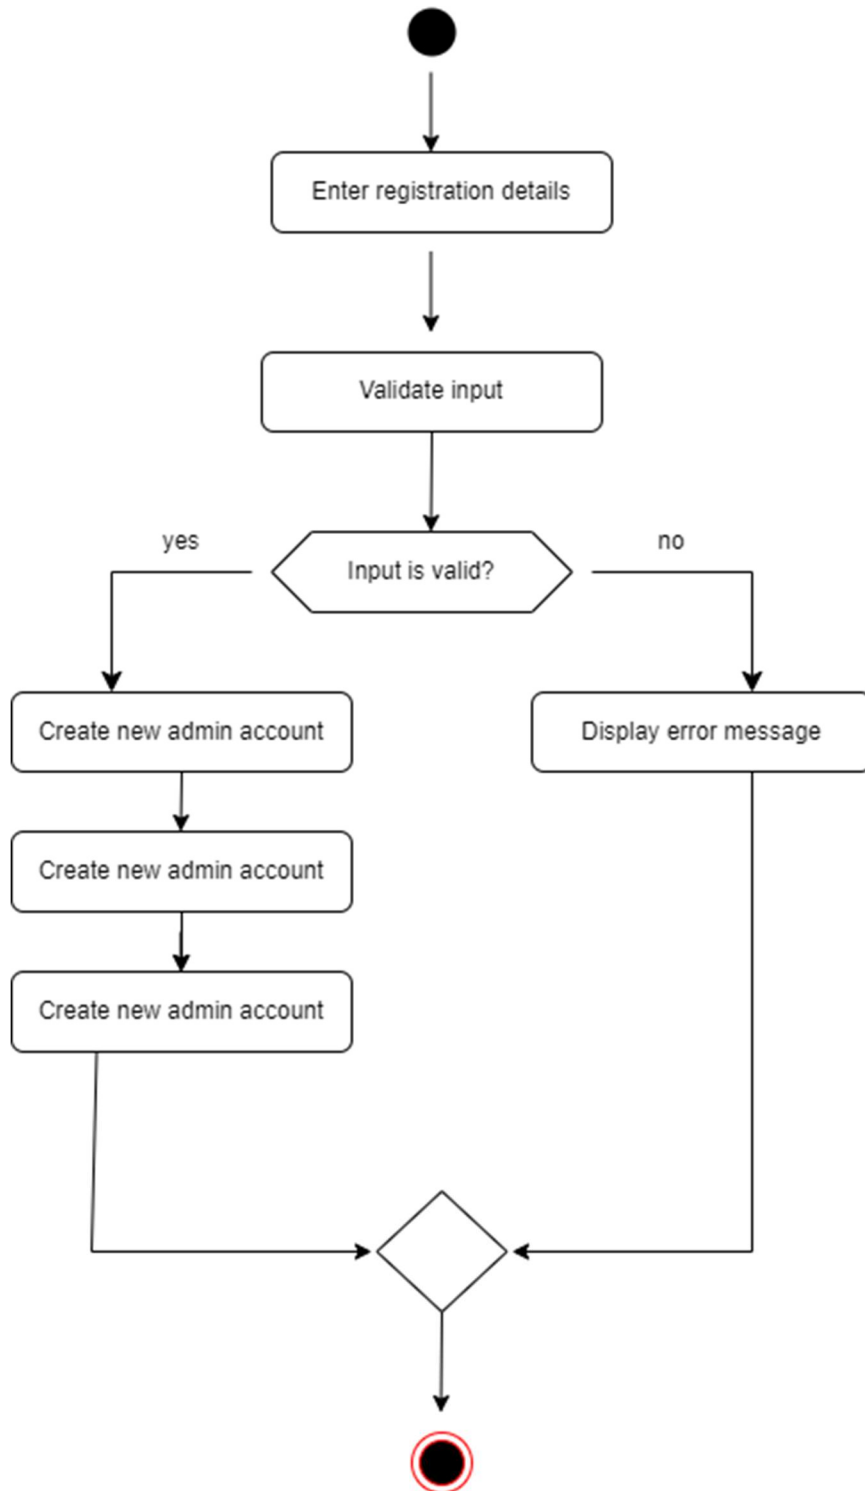 Enter registration details
Validate input
yes
no
Input is valid?
Create new admin account
Display error message
Create new admin account
Create new admin account